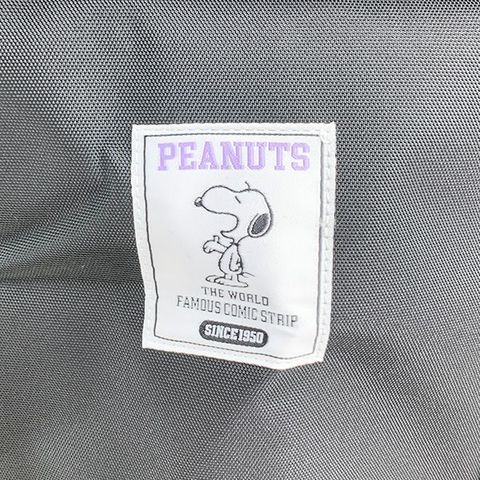 PEANUTS
THE WORLD
FAMOUS COMIC STRIP
SINCE1950